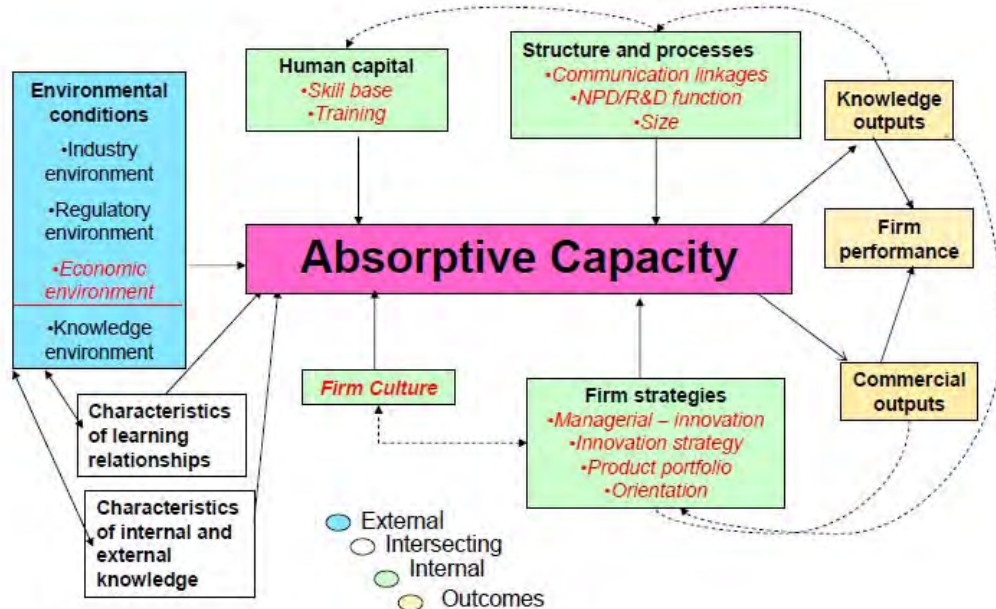 Environmental
conditions
•Industry
environment
•Regulatory
environment
•Economic
environment
•Knowledge
environment
Human capital
•Skill base
•Training
Structure and processes
•Communication linkages
•NPD/R&D function
•Size
Knowledge
outputs
Firm
performance
Commercial
outputs
Absorptive Capacity
Firm Culture
Firm strategies
•Managerial – innovation
•Innovation strategy
•Product portfolio
•Orientation
Characteristics
of learning
relationships
Characteristics
of internal and
external
knowledge
External
Intersecting
Internal
Outcomes